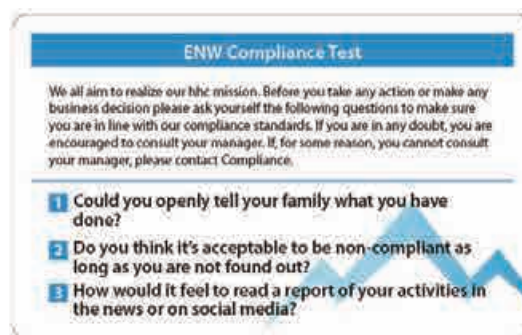 ENW Compliance Test
We all aim to realize our hhc mission. Before you take any action or make any
business decision please ask yourself the following questions to make sure
you are in line with our compliance standards. If you are in any doubt, you are
encouraged to consult your manager. If, for some reason, you cannot consult
your manager, please contact Compliance.
1 Could you openly tell your family what you have
done?
2 Do you think it's acceptable to be non-compliant as
long as you are not found out?
3 How would it feel to read a report of your activities in
the news or on social media?